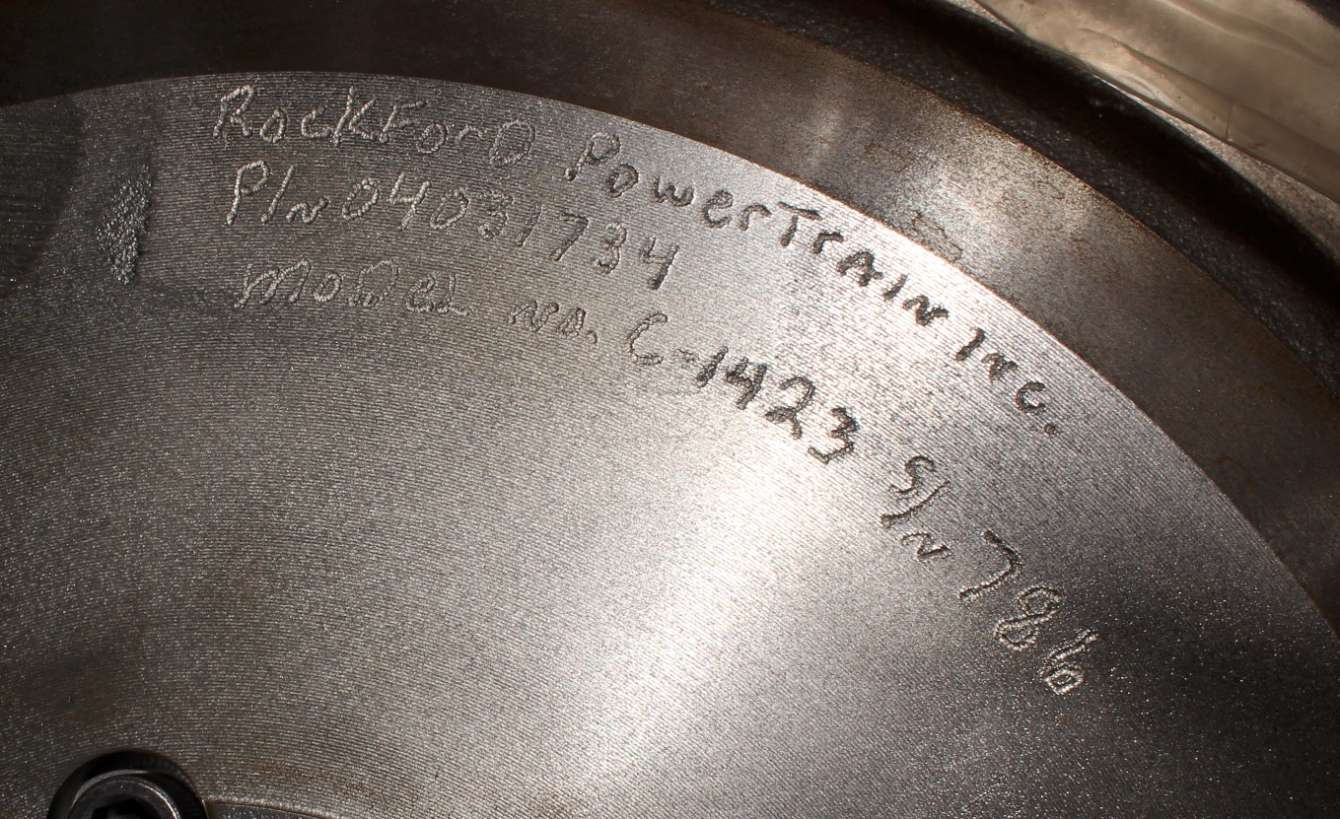 RockForD PowerTrAIN INC.
P/N 04031734
MoDel No. C-1423 S/N 786